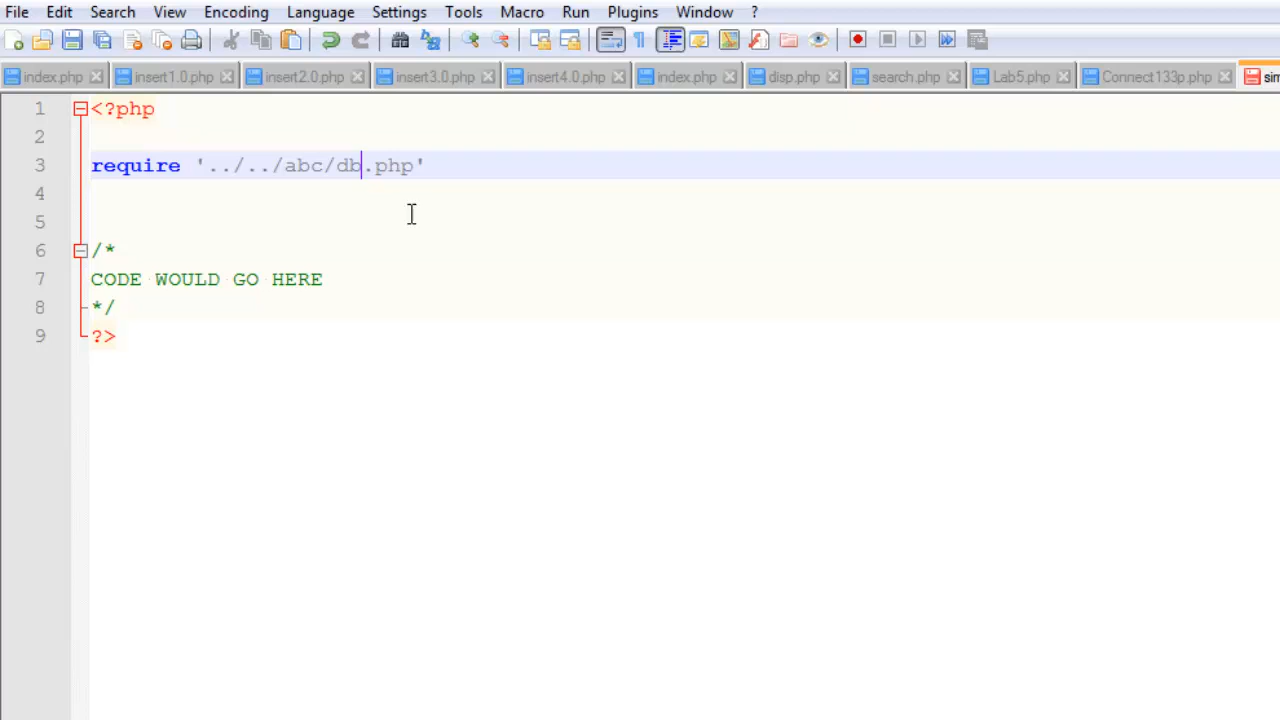 File Edit Search View Encoding Language Settings Tools Macro Run Plugins Window ?
index.php insert1.0.php insert2.0.php insert3.0.php insert4.0.php index.php disp.php search.php Lab5.php Connect133p.php sim
1 <?php
2
3 require '../../abc/db.php'
4
5
6 /*
7 CODE WOULD GO HERE
8 */
9 ?>